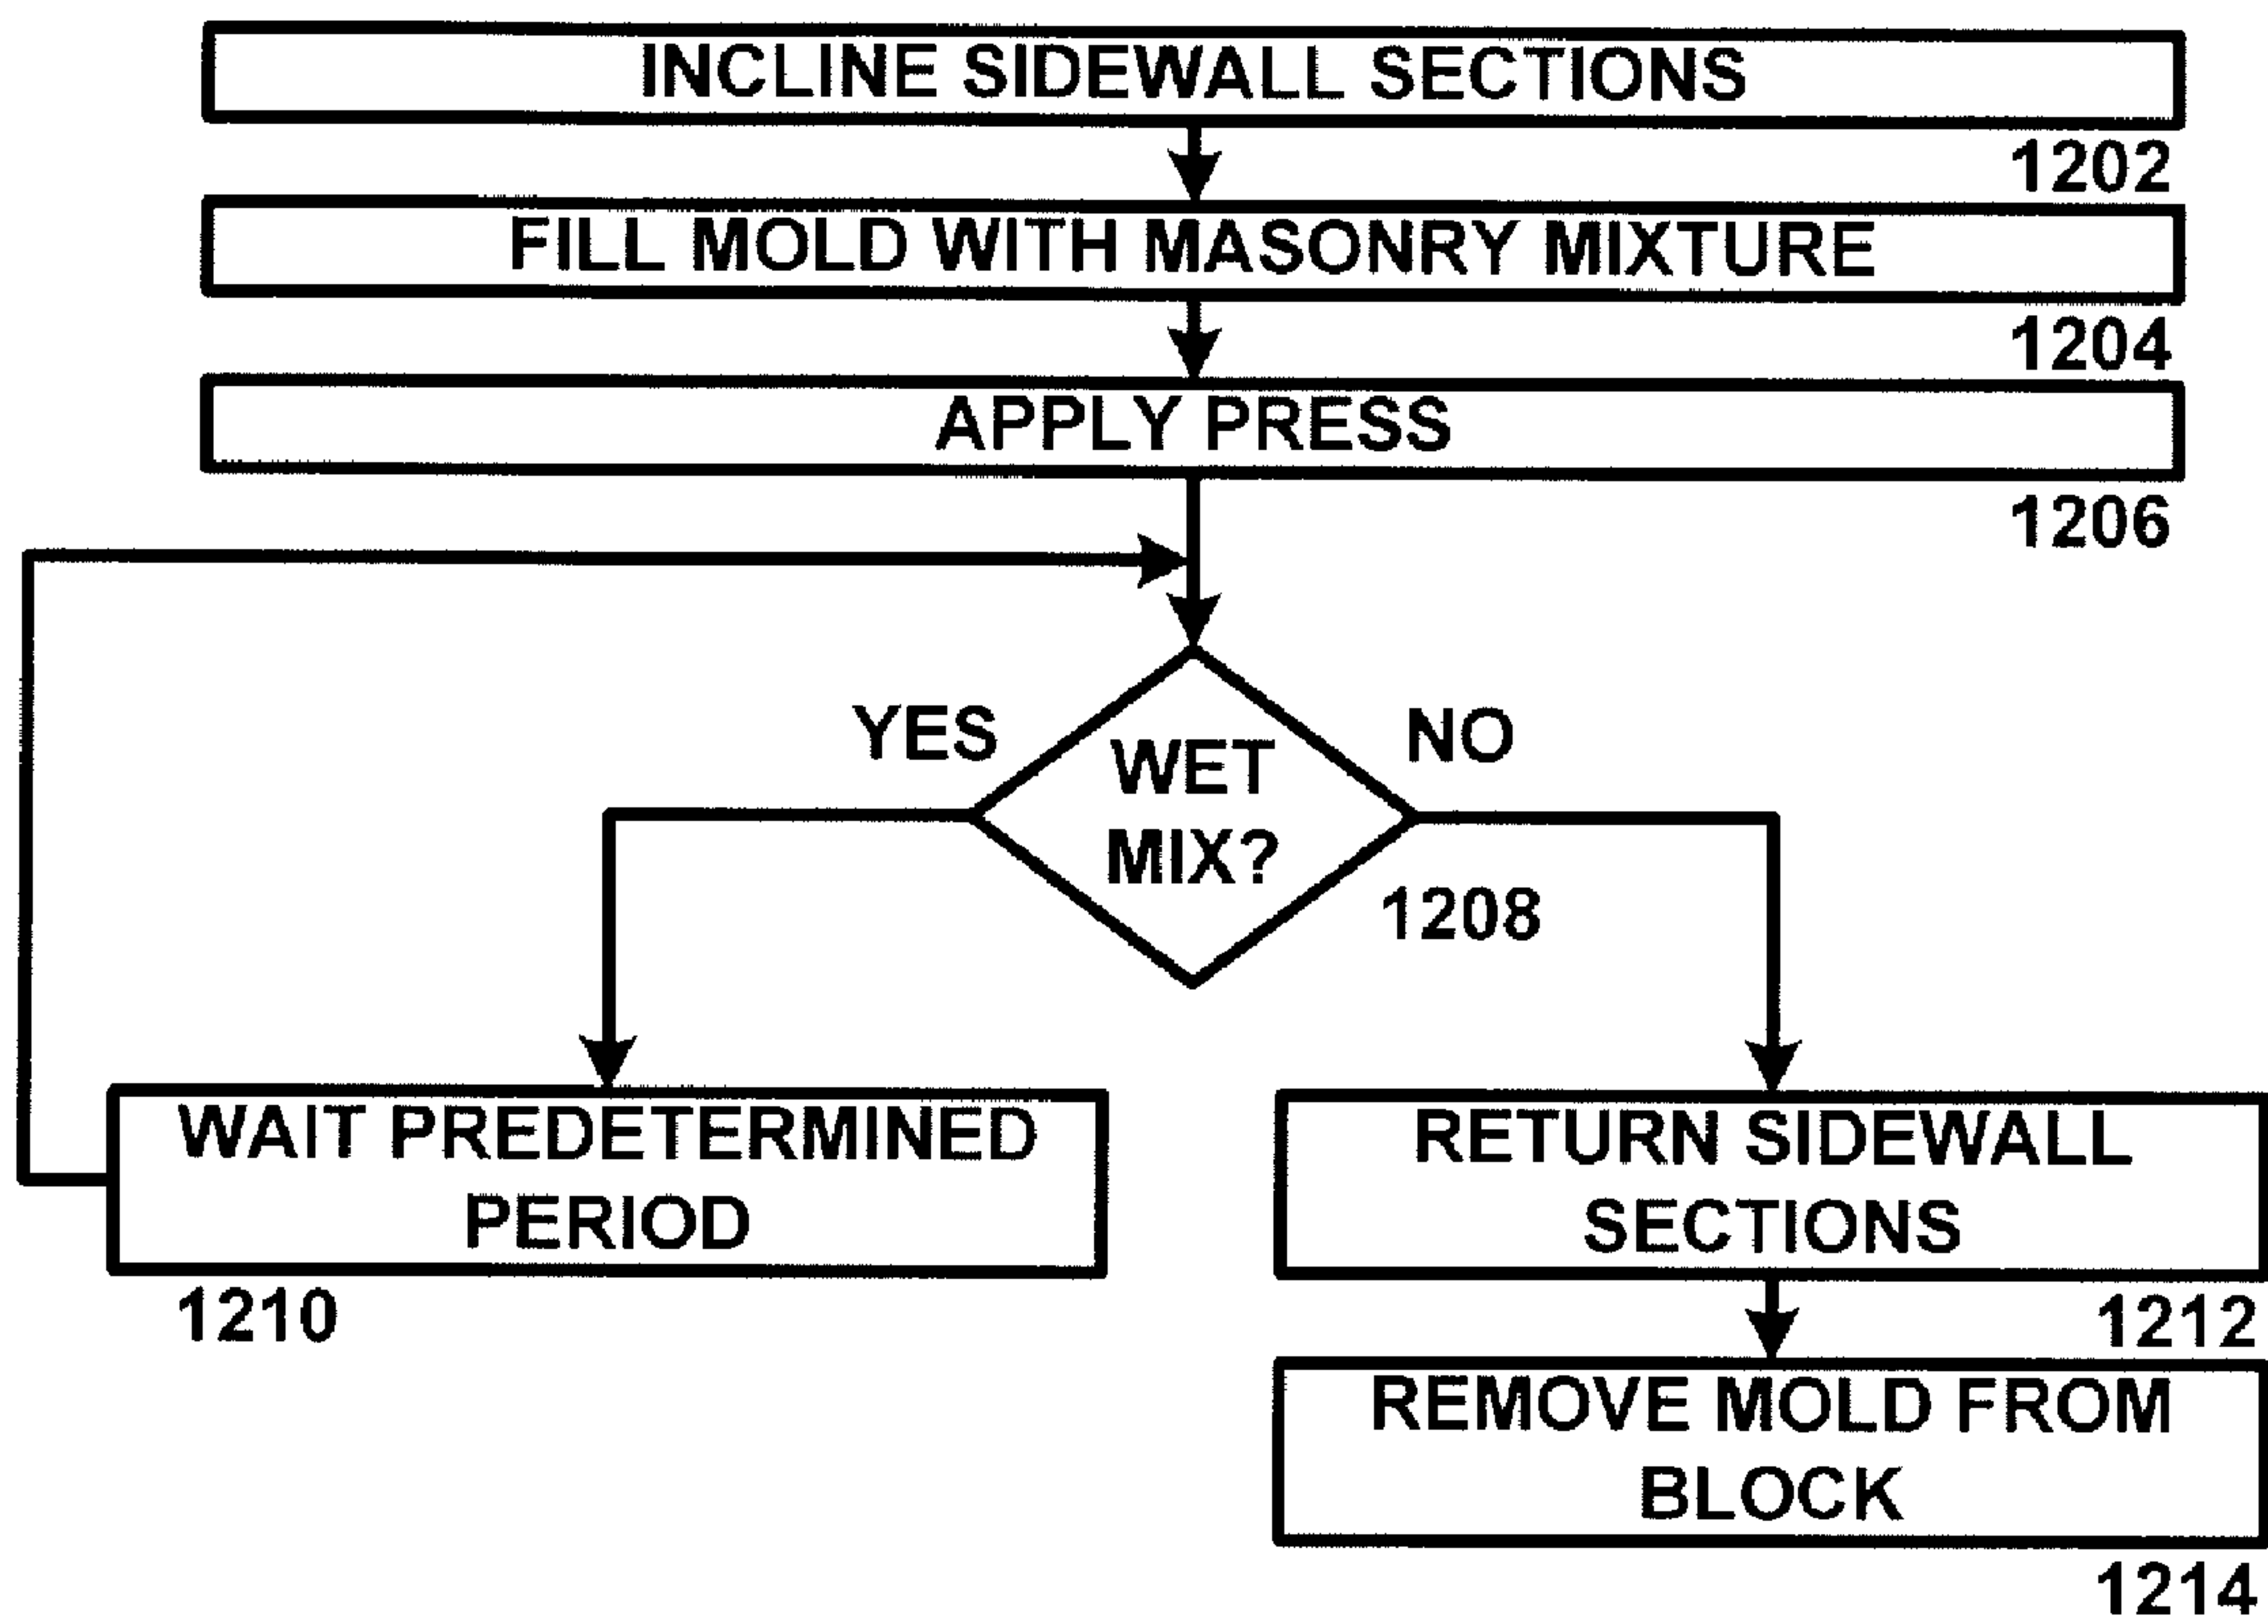 INCLINE SIDEWALL SECTIONS
1202
FILL MOLD WITH MASONRY MIXTURE
1204
APPLY PRESS
1206
YES
NO
WET
MIX?
1208
WAIT PREDETERMINED
PERIOD
1210
RETURN SIDEWALL
SECTIONS
1212
REMOVE MOLD FROM
BLOCK
1214